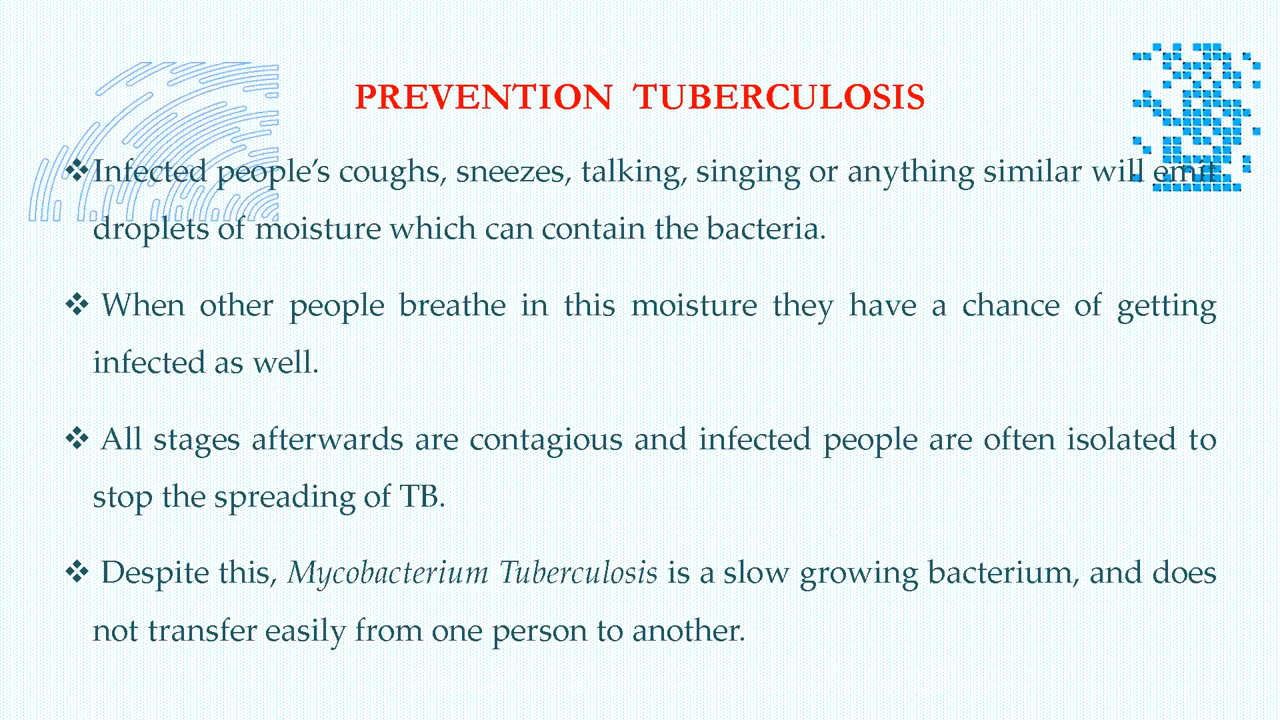 PREVENTION TUBERCULOSIS
❖Infected people’s coughs, sneezes, talking, singing or anything similar will emit
droplets of moisture which can contain the bacteria.
❖ When other people breathe in this moisture they have a chance of getting
infected as well.
❖ All stages afterwards are contagious and infected people are often isolated to
stop the spreading of TB.
❖ Despite this, Mycobacterium Tuberculosis is a slow growing bacterium, and does
not transfer easily from one person to another.